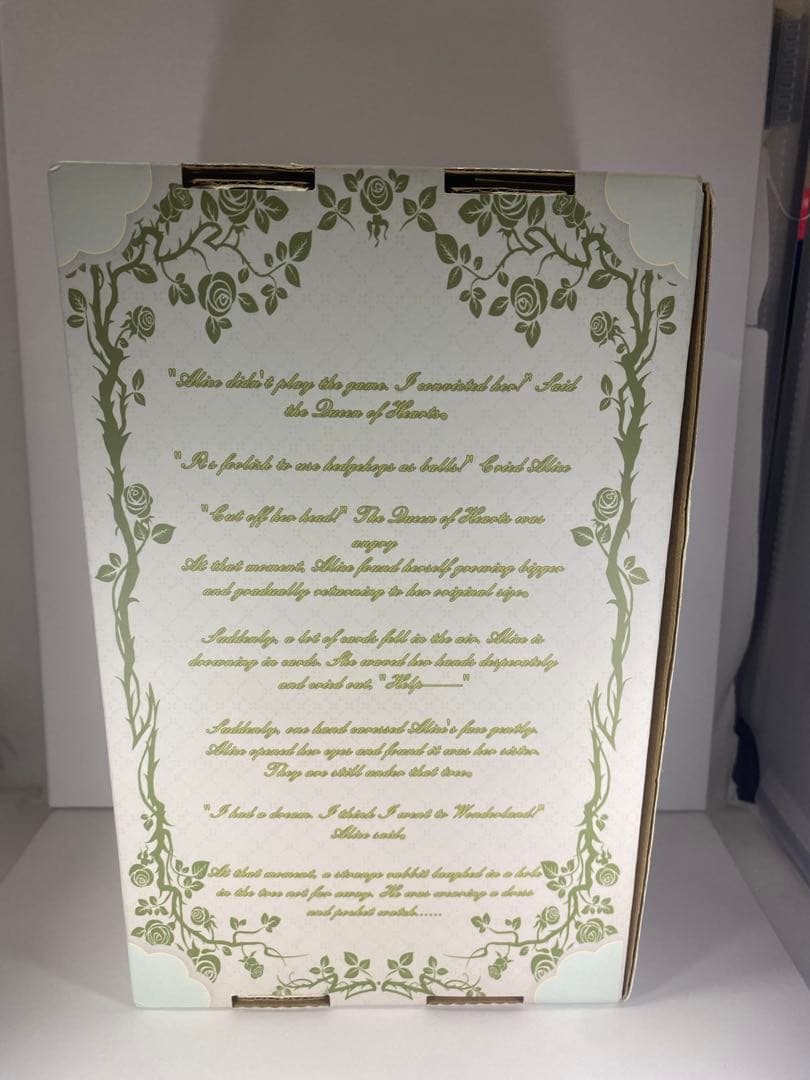 "Alice didn't play the game. I convicted her!" Said
the Queen of Hearts.
"It's foolish to use hedgehogs as balls!" Cried Alice
"Cut off her head!" The Queen of Hearts was
angry
At that moment, Alice found herself growing bigger
and gradually returning to her original size.
Suddenly, a lot of cards fell in the air. Alice is
drowning in cards. She waved her hands desperately
and cried out, "Help——"
Suddenly, one hand caressed Alice's face gently.
Alice opened her eyes and found it was her sister.
They are still under that tree.
"I had a dream. I think I went to Wonderland!"
Alice said.
At that moment, a strange rabbit laughed in a hole
in the tree not far away. He was wearing a dress
and pocket watch......